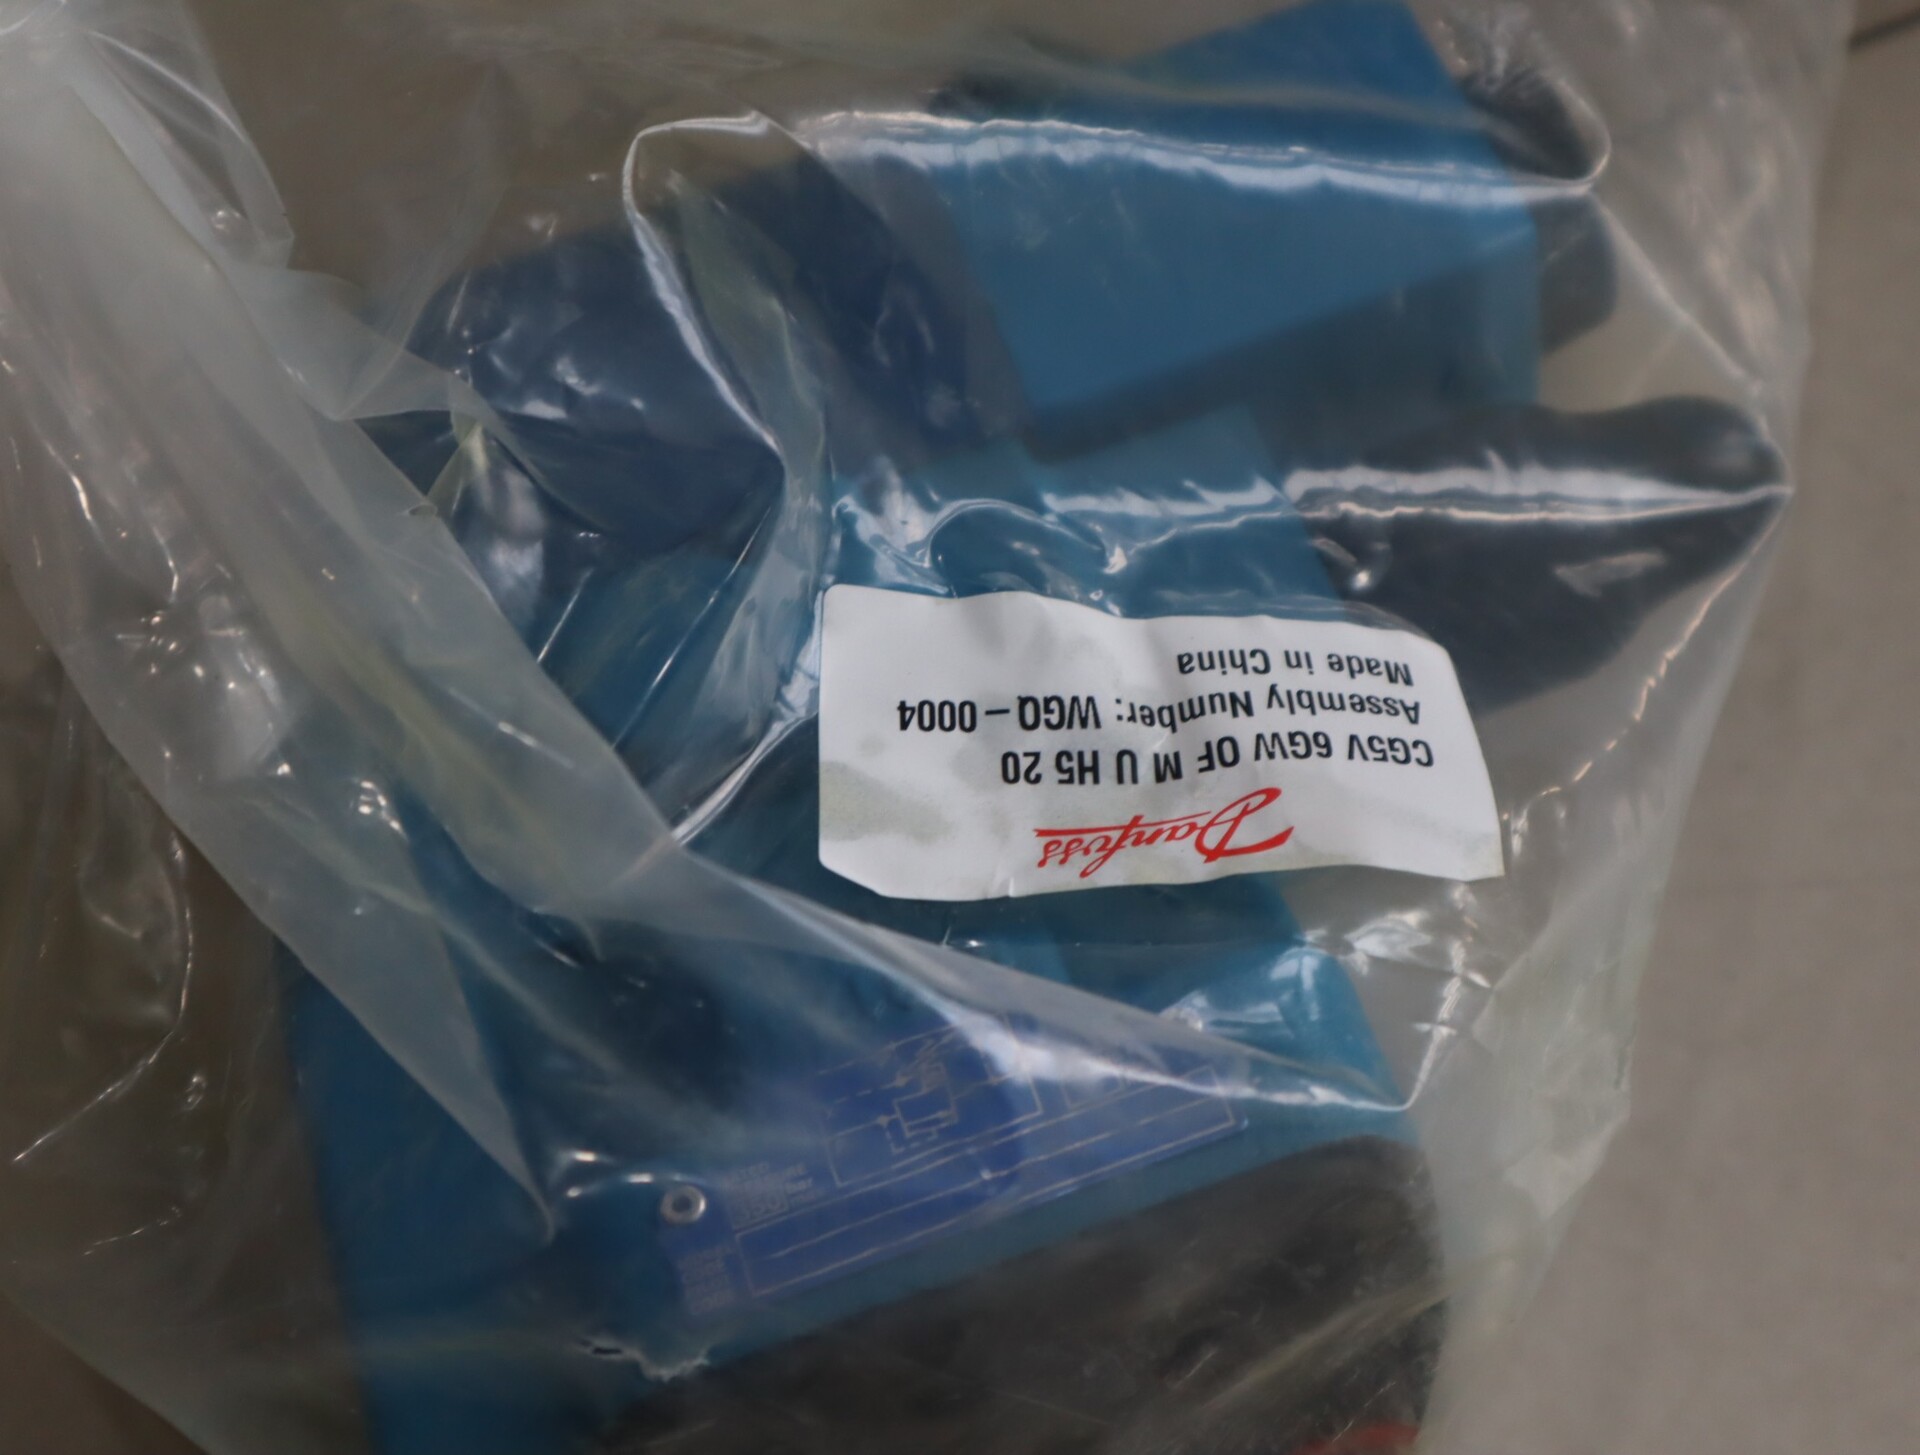 Danfoss
CG5V 6GW OF M U H5 20
Assembly Number: WGQ-0004
Made in China